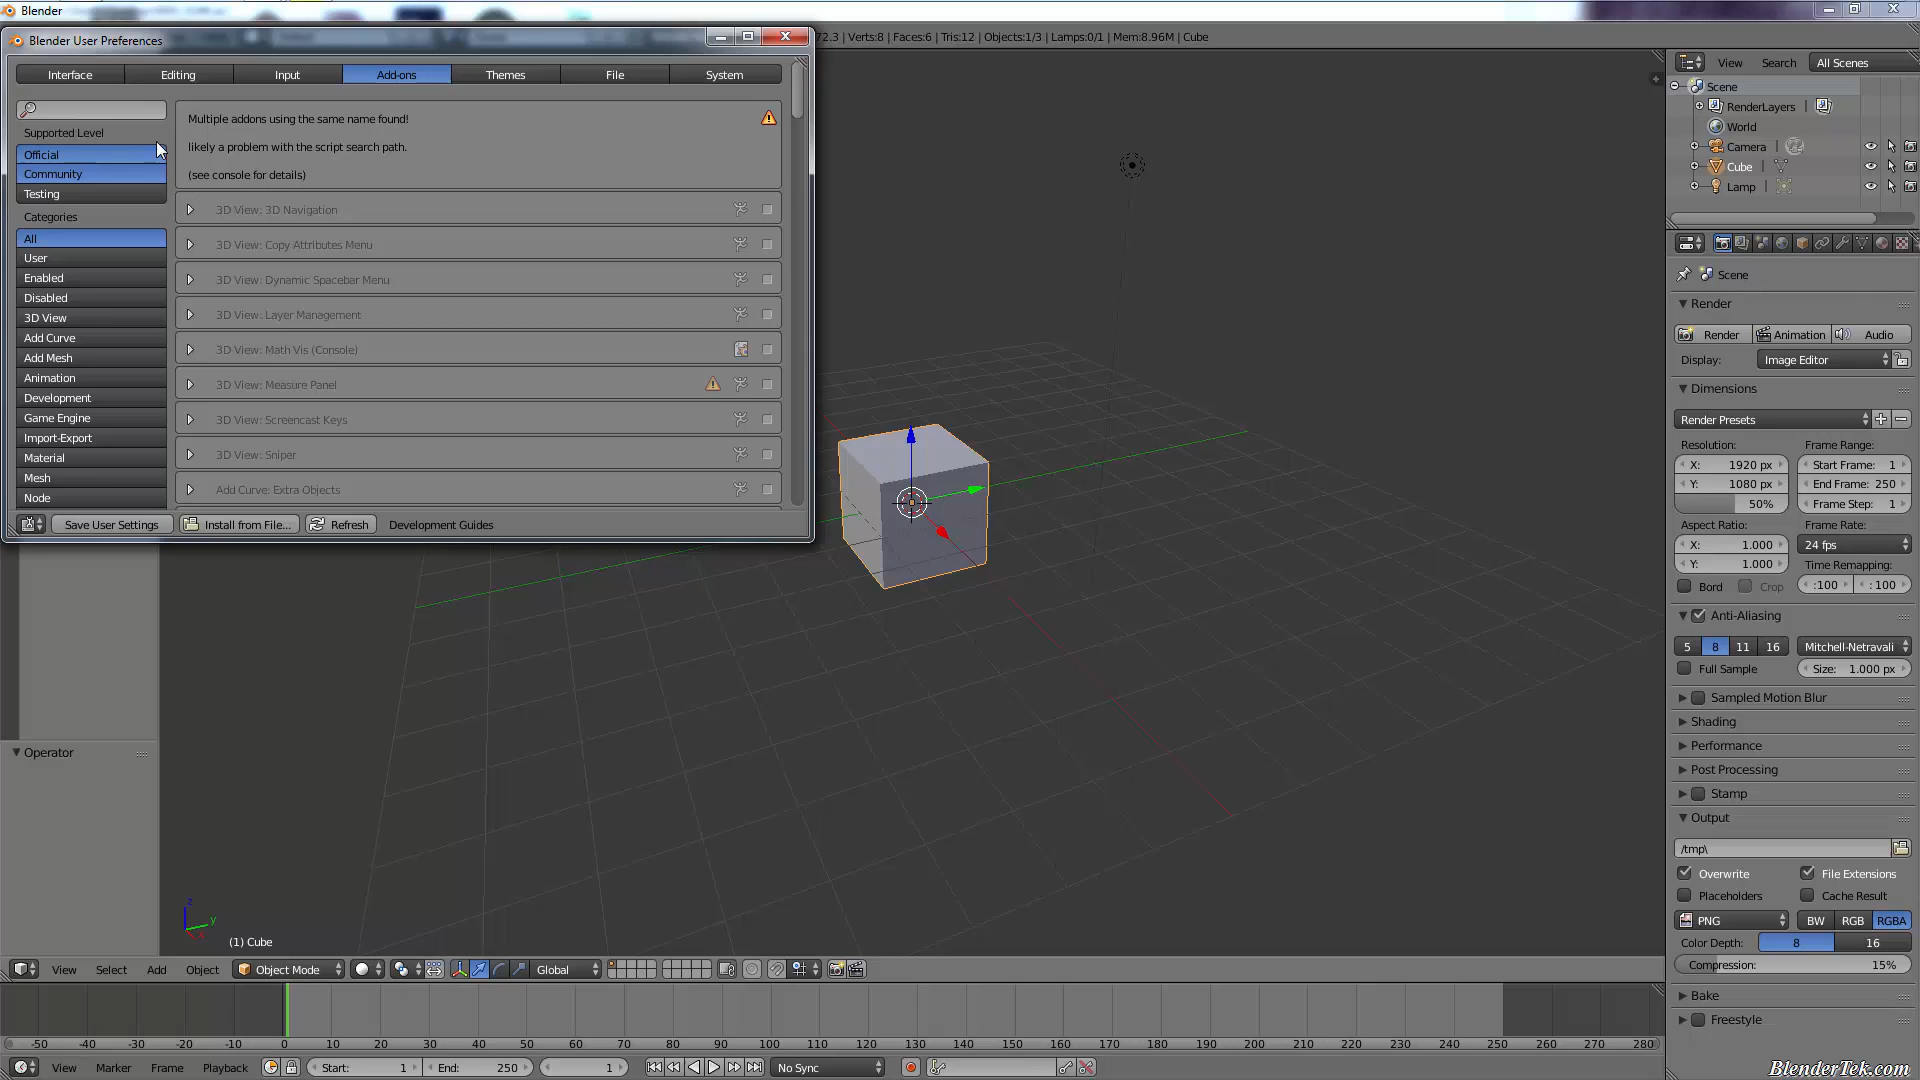 Blender
Blender User Preferences
72.3 | Verts:8 | Faces:6 | Tris:12 | Objects:1/3 | Lamps:0/1 | Mem:8.96M | Cube
Interface Editing Input Add-ons Themes File System
Supported Level
Official
Community
Testing
Categories
All
User
Enabled
Disabled
3D View
Add Curve
Add Mesh
Animation
Development
Game Engine
Import-Export
Material
Mesh
Node
Multiple addons using the same name found!
likely a problem with the script search path.
(see console for details)
3D View: 3D Navigation
3D View: Copy Attributes Menu
3D View: Dynamic Spacebar Menu
3D View: Layer Management
3D View: Math Vis (Console)
3D View: Measure Panel
3D View: Screencast Keys
3D View: Sniper
Add Curve: Extra Objects
Save User Settings Install from File... Refresh Development Guides
Operator
z
y
x
(1) Cube
View Select Add Object Object Mode Global
-50 -40 -30 -20 -10 0 10 20 30 40 50 60 70 80 90 100 110 120 130 140 150 160 170 180 190 200 210 220 230 240 250 260 270 280
View Marker Frame Playback Start: 1 End: 250 1 No Sync
View Search All Scenes
Scene
RenderLayers |
World
Camera |
Cube |
Lamp |
Scene
Render
Render Animation Audio
Display: Image Editor
Dimensions
Render Presets
Resolution: Frame Range:
X: 1920 px Start Frame: 1
Y: 1080 px End Frame: 250
50% Frame Step: 1
Aspect Ratio: Frame Rate:
X: 1.000 24 fps
Y: 1.000 Time Remapping:
Bord Crop :100 : 100
Anti-Aliasing
5 8 11 16 Mitchell-Netravali
Full Sample Size: 1.000 px
Sampled Motion Blur
Shading
Performance
Post Processing
Stamp
Output
/tmp\
Overwrite File Extensions
Placeholders Cache Result
PNG BW RGB RGBA
Color Depth: 8 16
Compression: 15%
Bake
Freestyle
BlenderTek.com